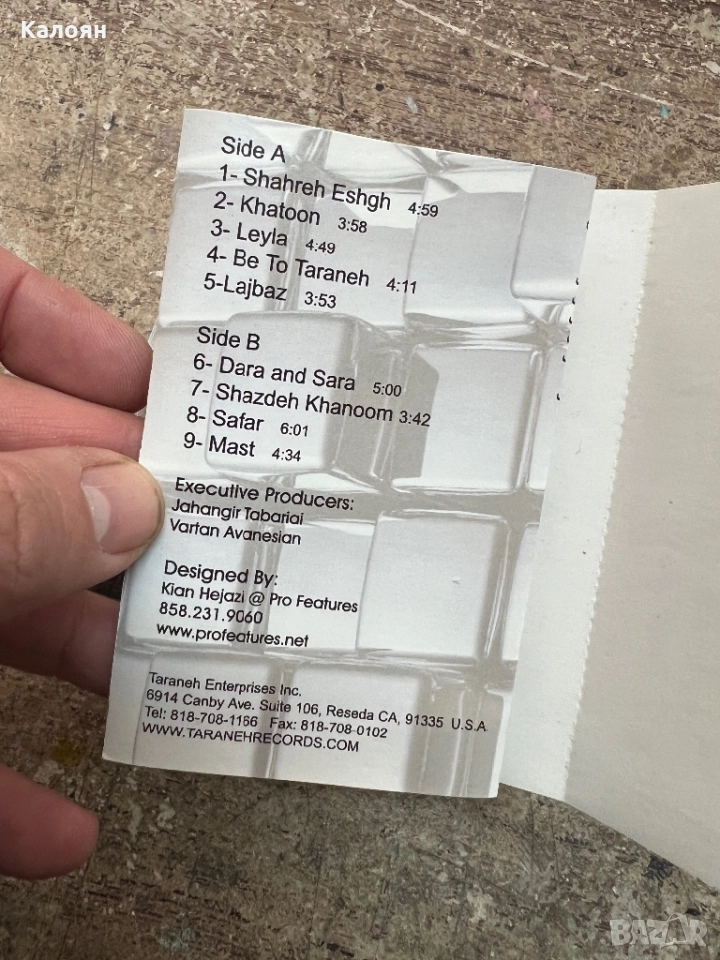 Калоян
Side A
1- Shahreh Eshgh 4:59
2- Khatoon 3:58
3- Leyla 4:49
4- Be To Taraneh 4:11
5-Lajbaz 3:53
Side B
6- Dara and Sara 5:00
7- Shazdeh Khanoom 3:42
8- Safar 6:01
9- Mast 4:34
Executive Producers:
Jahangir Tabariai
Vartan Avanesian
Designed By:
Kian Hejazi @ Pro Features
858.231.9060
www.profeatures.net
Taraneh Enterprises Inc.
6914 Canby Ave. Suite 106, Reseda CA, 91335 U.S.A
Tel: 818-708-1166 Fax: 818-708-0102
WWW.TARANEHRECORDS.COM
BAZAR